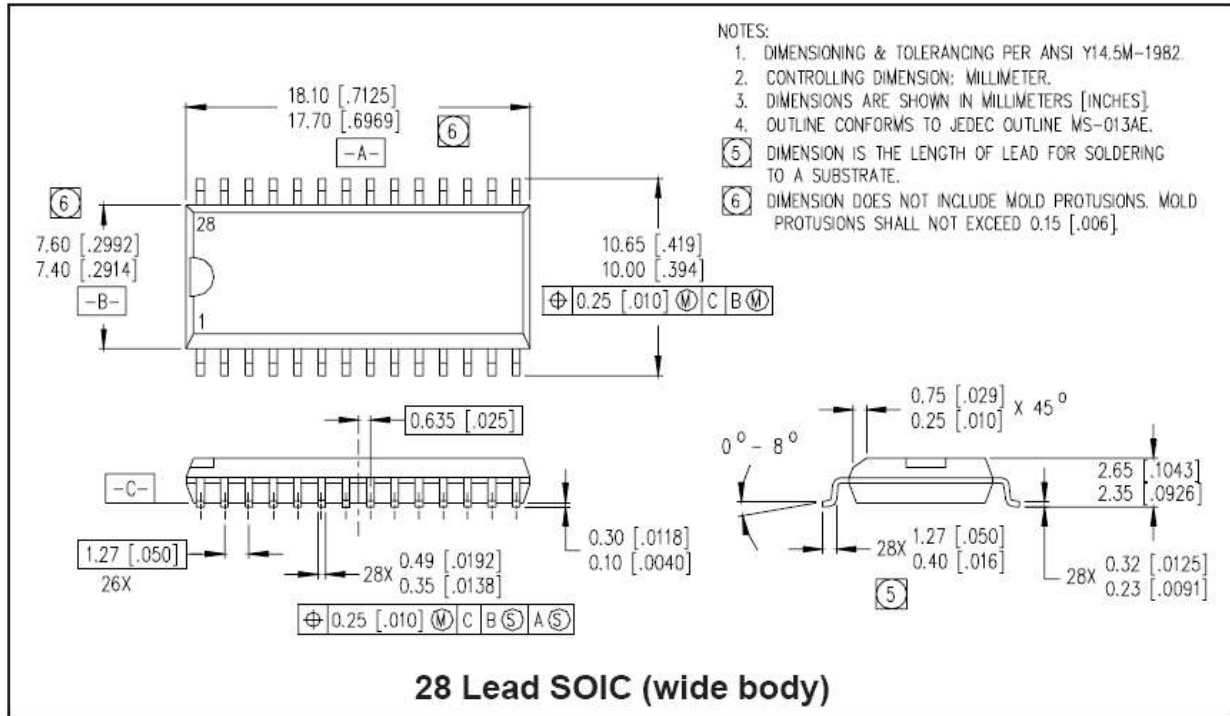 NOTES:
1. DIMENSIONING & TOLERANCING PER ANSI Y14.5M-1982.
2. CONTROLLING DIMENSION: MILLIMETER.
3. DIMENSIONS ARE SHOWN IN MILLIMETERS [INCHES].
4. OUTLINE CONFORMS TO JEDEC OUTLINE MS-013AE.
5 DIMENSION IS THE LENGTH OF LEAD FOR SOLDERING
TO A SUBSTRATE.
6 DIMENSION DOES NOT INCLUDE MOLD PROTUSIONS. MOLD
PROTUSIONS SHALL NOT EXCEED 0.15 [.006].
18.10 [.7125]
17.70 [.6969]
6
-A-
6
7.60 [.2992]
7.40 [.2914]
-B-
28
1
10.65 [.419]
10.00 [.394]
⌖ 0.25 [.010] Ⓜ C B Ⓜ
0.635 [.025]
-C-
1.27 [.050]
26X
28X 0.49 [.0192]
0.35 [.0138]
⌖ 0.25 [.010] Ⓜ C B Ⓢ A Ⓢ
0.30 [.0118]
0.10 [.0040]
0.75 [.029]
0.25 [.010] X 45°
0° - 8°
2.65 [.1043]
2.35 [.0926]
28X 1.27 [.050]
0.40 [.016]
5
28X 0.32 [.0125]
0.23 [.0091]
28 Lead SOIC (wide body)